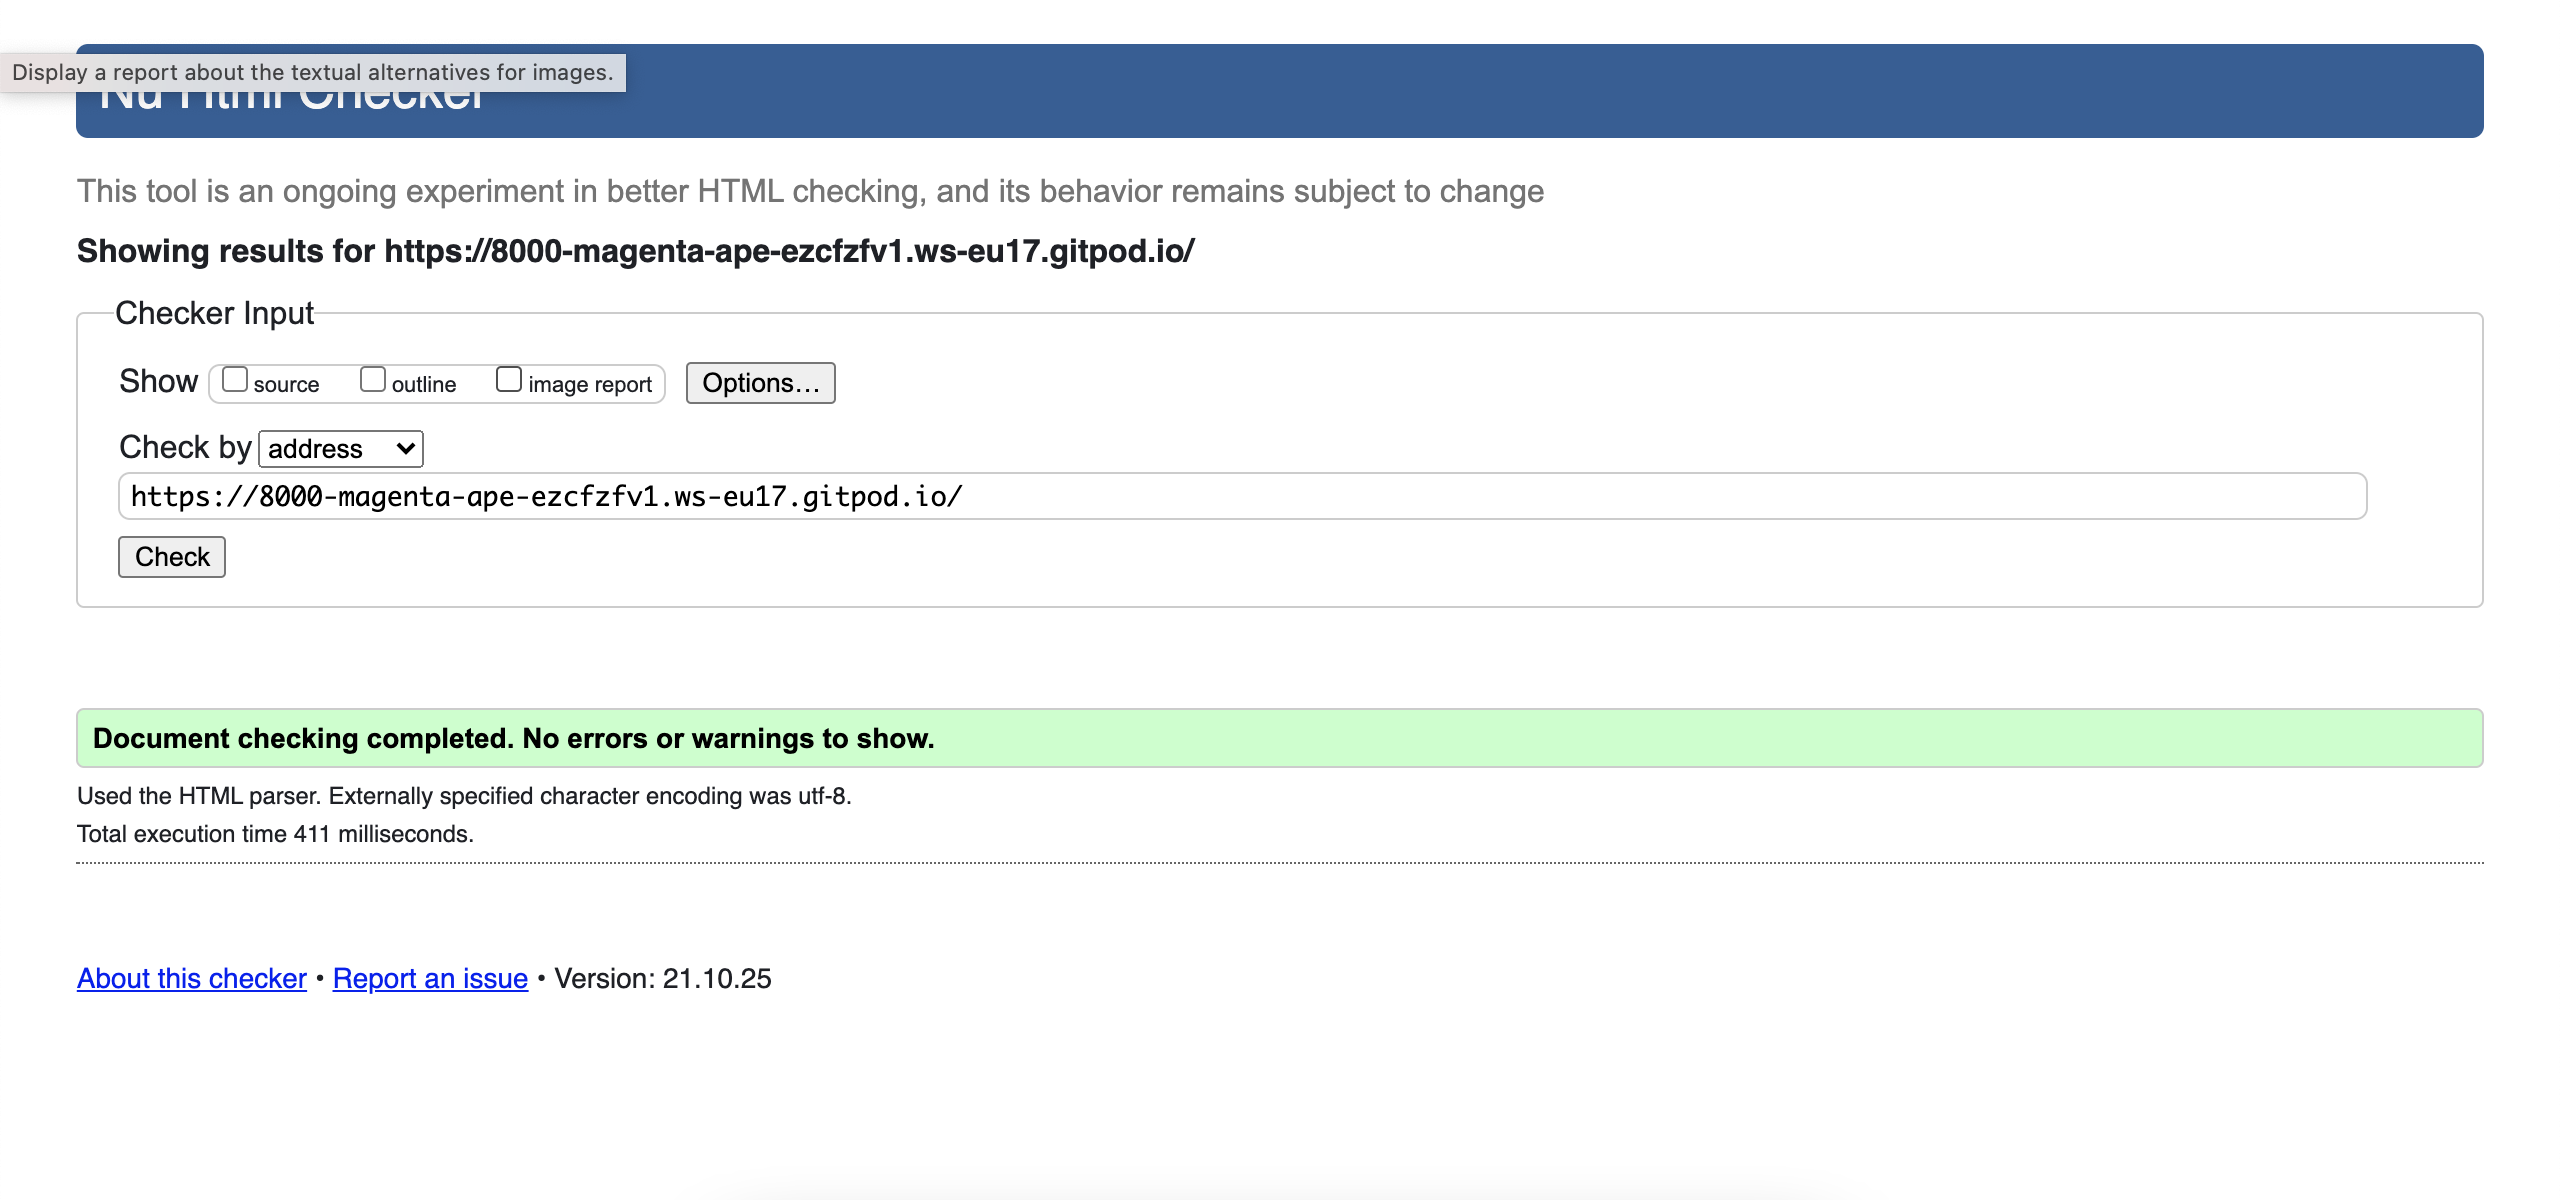 Display a report about the textual alternatives for images.
Nu Html Checker
This tool is an ongoing experiment in better HTML checking, and its behavior remains subject to change
Showing results for https://8000-magenta-ape-ezcfzfv1.ws-eu17.gitpod.io/
Checker Input
Show source outline image report Options...
Check by address
https://8000-magenta-ape-ezcfzfv1.ws-eu17.gitpod.io/
Check
Document checking completed. No errors or warnings to show.
Used the HTML parser. Externally specified character encoding was utf-8.
Total execution time 411 milliseconds.
About this checker • Report an issue • Version: 21.10.25